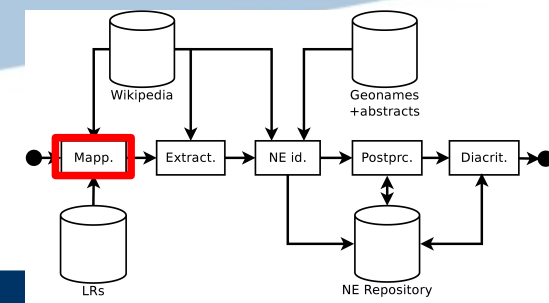 Wikipedia
Geonames
+abstracts
Mapp.
Extract.
NE id.
Postprc.
Diacrit.
LRs
NE Repository